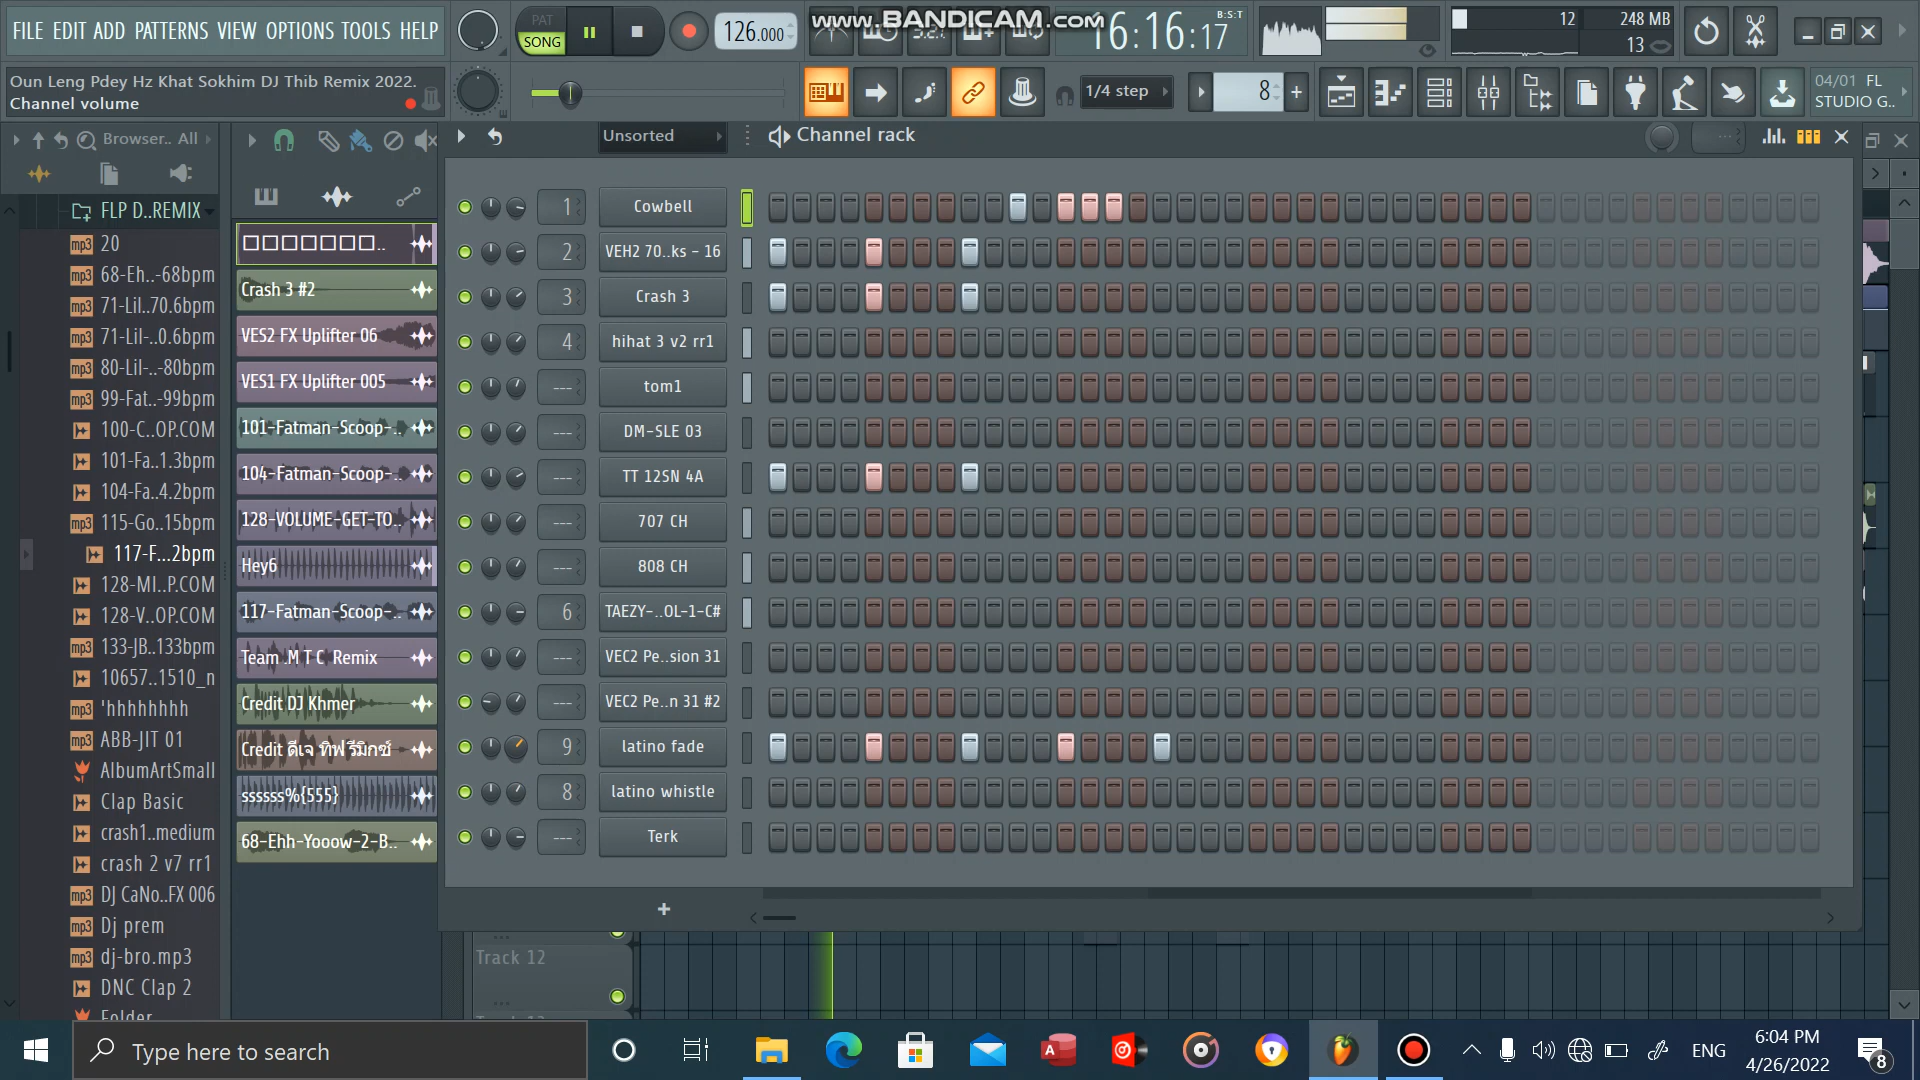 FILE EDIT ADD PATTERNS VIEW OPTIONS TOOLS HELP
PAT
SONG
126.000
www.BANDICAM.com
16:16:17
B:S:T
12
248 MB
13
Oun Leng Pdey Hz Khat Sokhim DJ Thib Remix 2022.
Channel volume
1/4 step
8
04/01 FL
STUDIO G..
Browser.. All
Unsorted
Channel rack
FLP D..REMIX
20
68-Eh..-68bpm
71-Lil..70.6bpm
71-Lil-..0.6bpm
80-Lil-..-80bpm
99-Fat..-99bpm
100-C..OP.COM
101-Fa..1.3bpm
104-Fa..4.2bpm
115-Go..15bpm
117-F...2bpm
128-MI..P.COM
128-V..OP.COM
133-JB..133bpm
10657..1510_n
'hhhhhhhh
ABB-JIT 01
AlbumArtSmall
Clap Basic
crash1..medium
crash 2 v7 rr1
DJ CaNo..FX 006
Dj prem
dj-bro.mp3
DNC Clap 2
Folder
□□□□□□□..
Crash 3 #2
VES2 FX Uplifter 06
VES1 FX Uplifter 005
101-Fatman-Scoop-..
104-Fatman-Scoop-..
128-VOLUME-GET-TO..
Hey6
117-Fatman-Scoop-..
Team .M T C Remix
Credit DJ Khmer
Credit ดีเจ ทิฟ รีมิกซ์
ssssss%{555}
68-Ehh-Yooow-2-B..
1 Cowbell
2 VEH2 70..ks – 16
3 Crash 3
4 hihat 3 v2 rr1
--- tom1
--- DM-SLE 03
--- TT 12SN 4A
--- 707 CH
--- 808 CH
6 TAEZY-..OL-1-C#
--- VEC2 Pe..sion 31
--- VEC2 Pe..n 31 #2
9 latino fade
8 latino whistle
--- Terk
Track 12
Type here to search
ENG
6:04 PM
4/26/2022
8